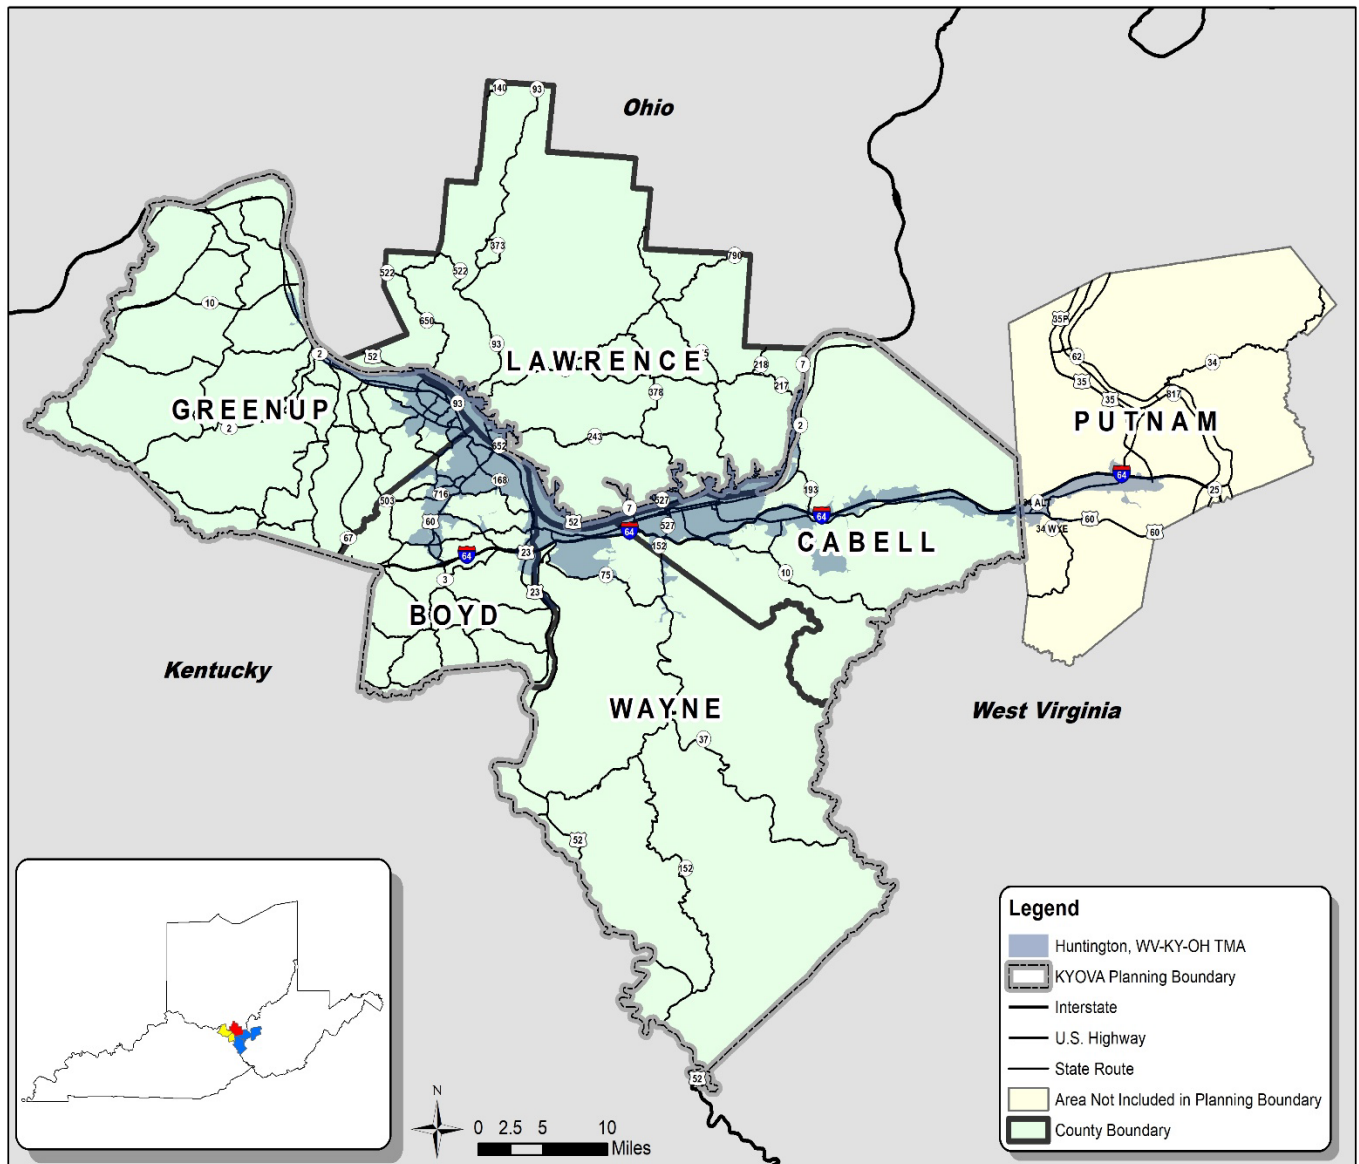 140
93
Ohio
373
790
522
522
35P
10
650
62
34
93
2
52
7
218
35
LAWRENCE
217
378
35
817
GREENUP
93
2
PUTNAM
2
243
652
64
168
193
25
503
716
527
34 ALT
7
64
60
52
527
60
34 WYE
60
67
64
CABELL
23
152
64
75
10
3
23
BOYD
Kentucky
WAYNE
West Virginia
37
52
152
52
Legend
Huntington, WV-KY-OH TMA
KYOVA Planning Boundary
Interstate
U.S. Highway
State Route
Area Not Included in Planning Boundary
County Boundary
N
0 2.5 5 10
Miles